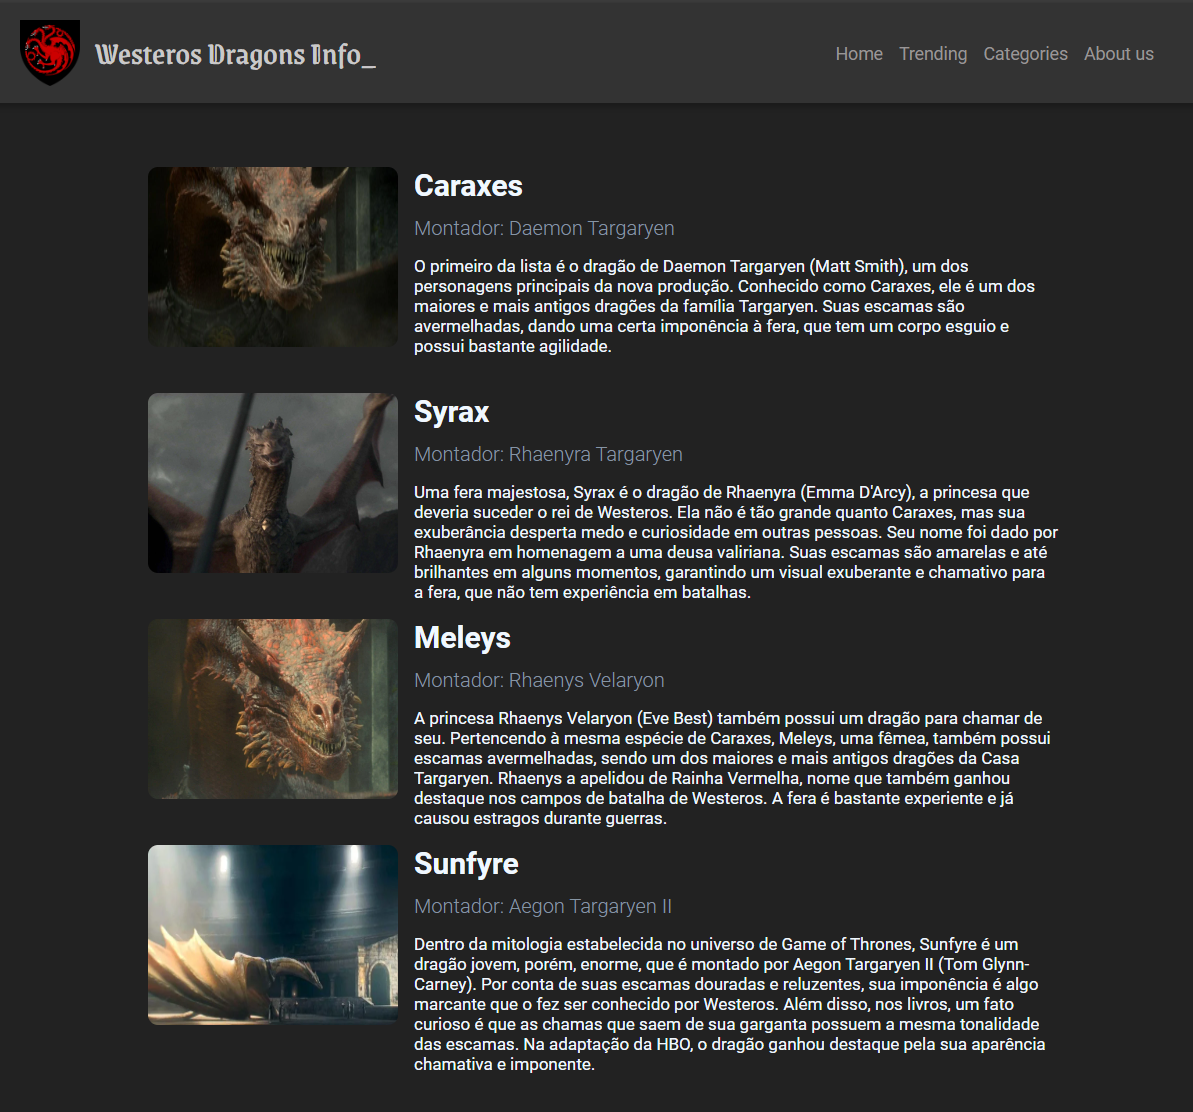 Westeros Dragons Info_
Home Trending Categories About us
Caraxes
Montador: Daemon Targaryen
O primeiro da lista é o dragão de Daemon Targaryen (Matt Smith), um dos
personagens principais da nova produção. Conhecido como Caraxes, ele é um dos
maiores e mais antigos dragões da família Targaryen. Suas escamas são
avermelhadas, dando uma certa imponência à fera, que tem um corpo esguio e
possui bastante agilidade.
Syrax
Montador: Rhaenyra Targaryen
Uma fera majestosa, Syrax é o dragão de Rhaenyra (Emma D'Arcy), a princesa que
deveria suceder o rei de Westeros. Ela não é tão grande quanto Caraxes, mas sua
exuberância desperta medo e curiosidade em outras pessoas. Seu nome foi dado por
Rhaenyra em homenagem a uma deusa valiriana. Suas escamas são amarelas e até
brilhantes em alguns momentos, garantindo um visual exuberante e chamativo para
a fera, que não tem experiência em batalhas.
Meleys
Montador: Rhaenys Velaryon
A princesa Rhaenys Velaryon (Eve Best) também possui um dragão para chamar de
seu. Pertencendo à mesma espécie de Caraxes, Meleys, uma fêmea, também possui
escamas avermelhadas, sendo um dos maiores e mais antigos dragões da Casa
Targaryen. Rhaenys a apelidou de Rainha Vermelha, nome que também ganhou
destaque nos campos de batalha de Westeros. A fera é bastante experiente e já
causou estragos durante guerras.
Sunfyre
Montador: Aegon Targaryen II
Dentro da mitologia estabelecida no universo de Game of Thrones, Sunfyre é um
dragão jovem, porém, enorme, que é montado por Aegon Targaryen II (Tom Glynn-
Carney). Por conta de suas escamas douradas e reluzentes, sua imponência é algo
marcante que o fez ser conhecido por Westeros. Além disso, nos livros, um fato
curioso é que as chamas que saem de sua garganta possuem a mesma tonalidade
das escamas. Na adaptação da HBO, o dragão ganhou destaque pela sua aparência
chamativa e imponente.